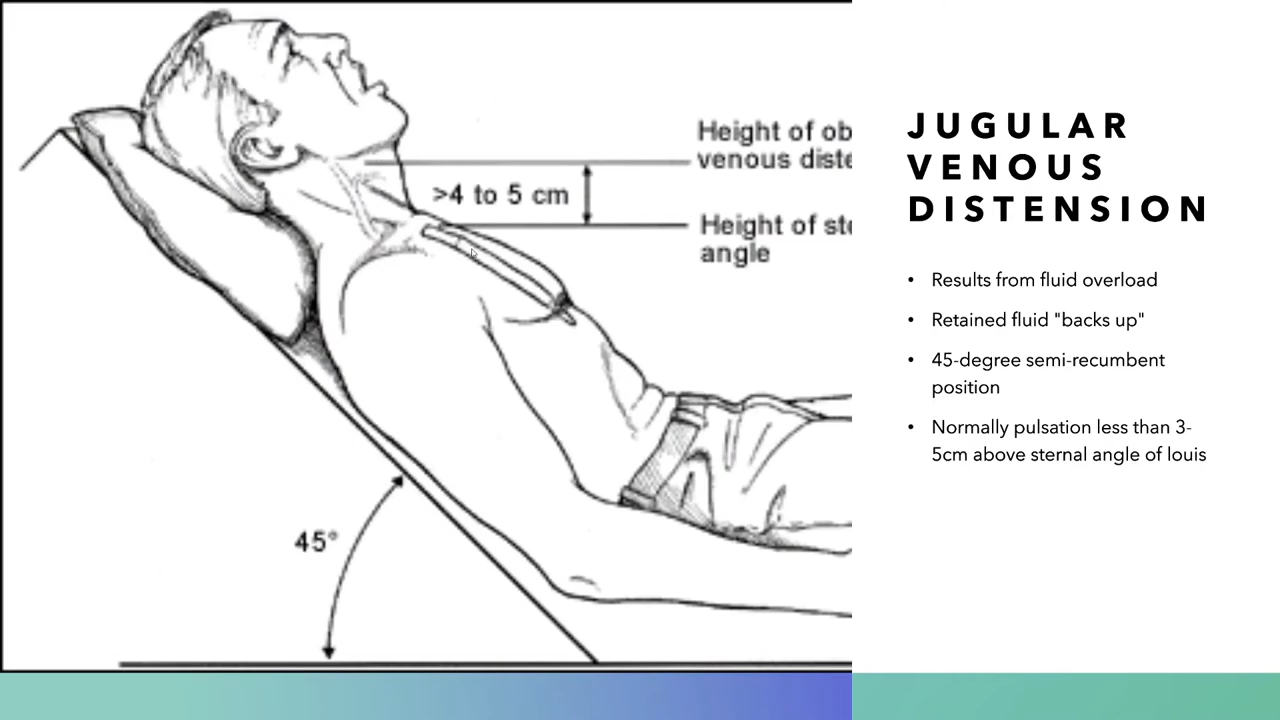 Height of ob
venous diste
>4 to 5 cm
Height of ste
angle
45°
JUGULAR
VENOUS
DISTENSION
• Results from fluid overload
• Retained fluid "backs up"
• 45-degree semi-recumbent
position
• Normally pulsation less than 3-
5cm above sternal angle of louis